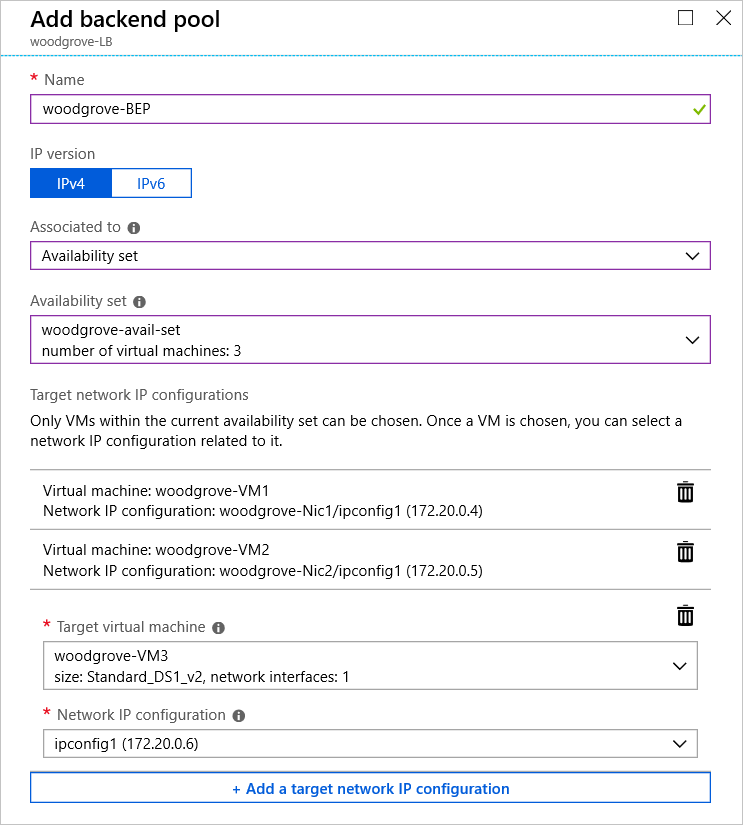 Add backend pool
woodgrove-LB
* Name
woodgrove-BEP
IP version
IPv4 IPv6
Associated to
Availability set
Availability set
woodgrove-avail-set
number of virtual machines: 3
Target network IP configurations
Only VMs within the current availability set can be chosen. Once a VM is chosen, you can select a
network IP configuration related to it.
Virtual machine: woodgrove-VM1
Network IP configuration: woodgrove-Nic1/ipconfig1 (172.20.0.4)
Virtual machine: woodgrove-VM2
Network IP configuration: woodgrove-Nic2/ipconfig1 (172.20.0.5)
* Target virtual machine
woodgrove-VM3
size: Standard_DS1_v2, network interfaces: 1
* Network IP configuration
ipconfig1 (172.20.0.6)
+ Add a target network IP configuration